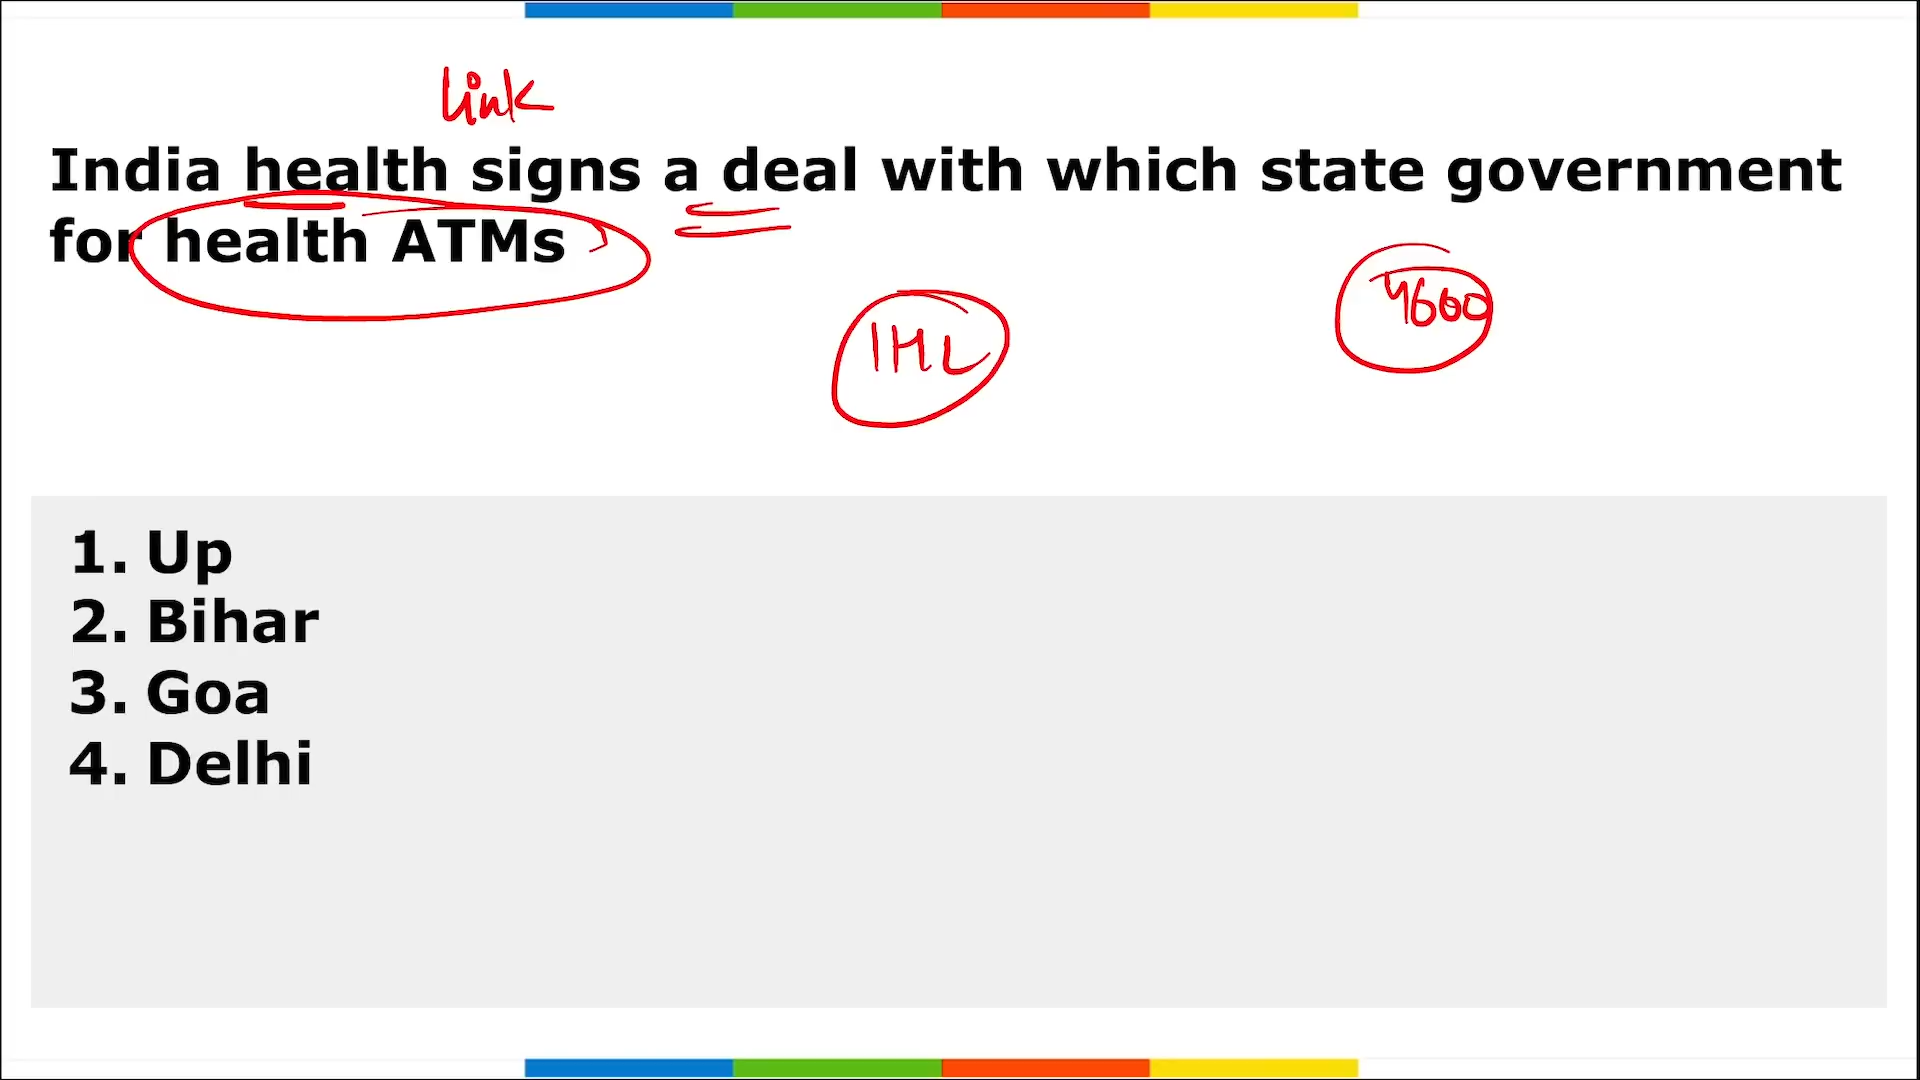 link
India health signs a deal with which state government
for health ATMs
IHL
4600
1. Up
2. Bihar
3. Goa
4. Delhi